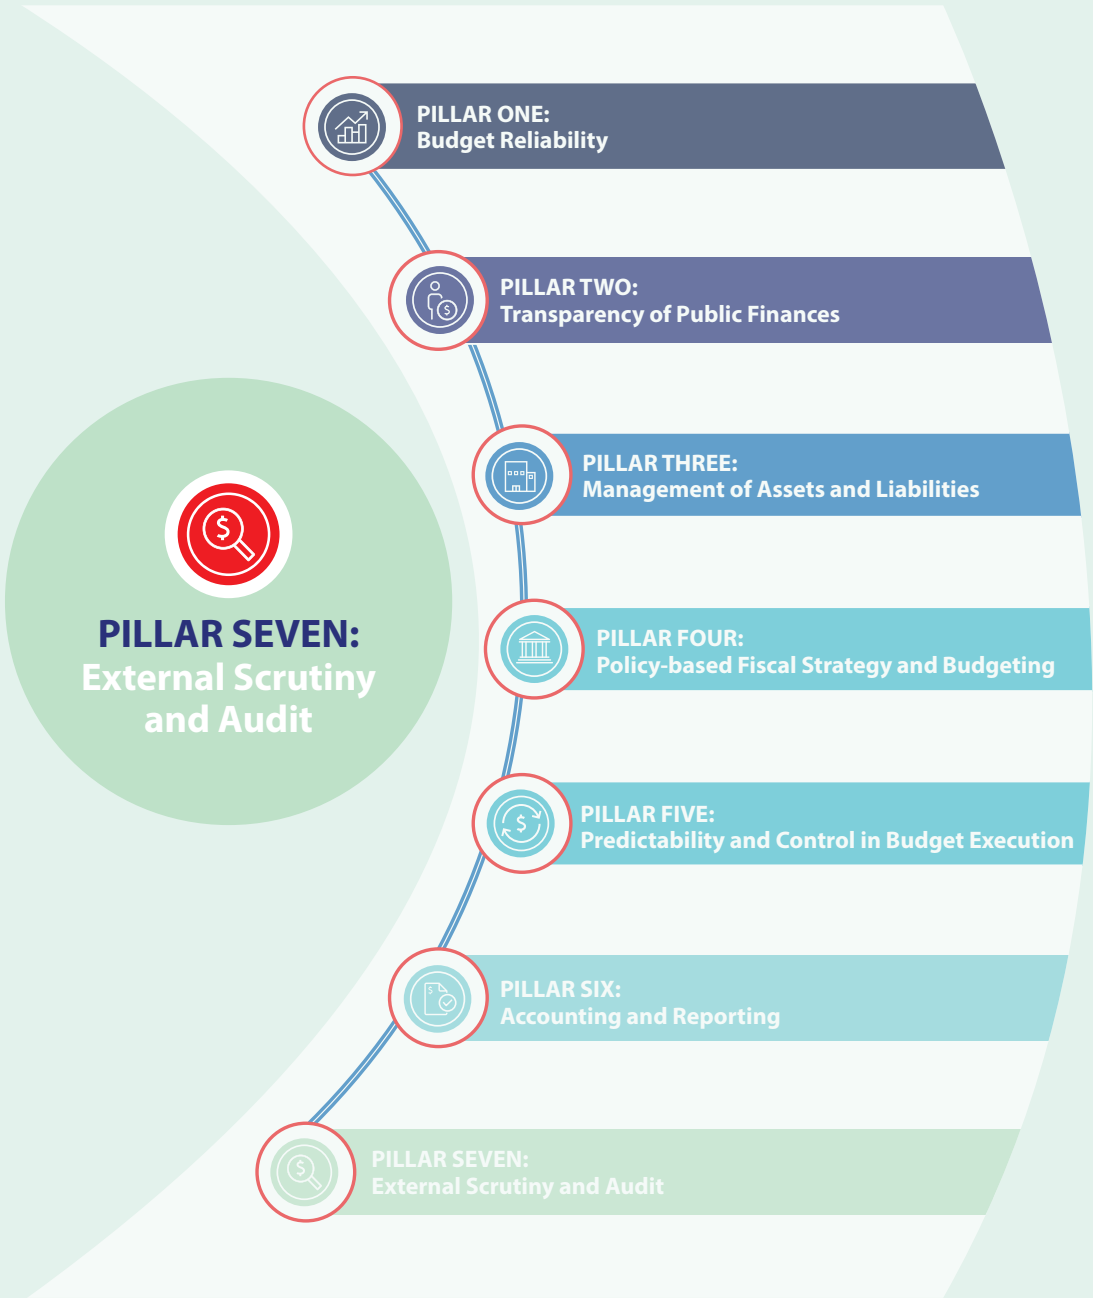 PILLAR ONE:
Budget Reliability
PILLAR TWO:
Transparency of Public Finances
PILLAR THREE:
Management of Assets and Liabilities
PILLAR SEVEN:
External Scrutiny
and Audit
PILLAR FOUR:
Policy-based Fiscal Strategy and Budgeting
PILLAR FIVE:
Predictability and Control in Budget Execution
PILLAR SIX:
Accounting and Reporting
PILLAR SEVEN:
External Scrutiny and Audit